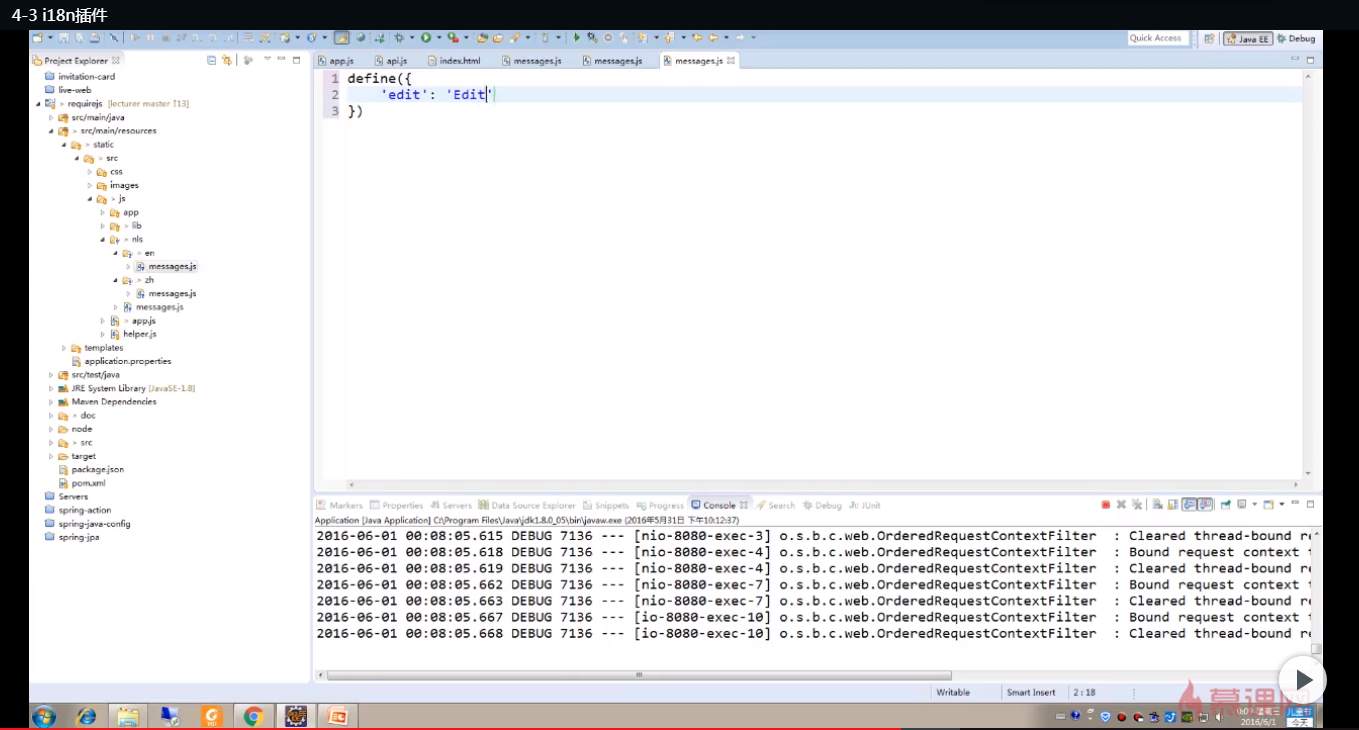 4-3 i18n插件
Quick Access
Java EE
Debug
Project Explorer
app.js
api.js
index.html
messages.js
messages.js
messages.js
invitation-card
live-web
> requirejs [lecturer master ↑13]
src/main/java
> src/main/resources
> static
> src
css
> images
> js
app
> lib
> nls
> en
messages.js
> zh
messages.js
messages.js
> app.js
helper.js
templates
application.properties
src/test/java
JRE System Library [JavaSE-1.8]
Maven Dependencies
> doc
node
> src
target
package.json
pom.xml
Servers
spring-action
spring-java-config
spring-jpa
1 define({
2 'edit': 'Edit'
3 })
Markers
Properties
Servers
Data Source Explorer
Snippets
Progress
Console
Search
Debug
JUnit
Application [Java Application] C:\Program Files\Java\jdk1.8.0_05\bin\javaw.exe (2016年5月31日 下午10:12:37)
2016-06-01 00:08:05.615 DEBUG 7136 --- [nio-8080-exec-3] o.s.b.c.web.OrderedRequestContextFilter : Cleared thread-bound re
2016-06-01 00:08:05.618 DEBUG 7136 --- [nio-8080-exec-4] o.s.b.c.web.OrderedRequestContextFilter : Bound request context t
2016-06-01 00:08:05.619 DEBUG 7136 --- [nio-8080-exec-4] o.s.b.c.web.OrderedRequestContextFilter : Cleared thread-bound re
2016-06-01 00:08:05.662 DEBUG 7136 --- [nio-8080-exec-7] o.s.b.c.web.OrderedRequestContextFilter : Bound request context t
2016-06-01 00:08:05.663 DEBUG 7136 --- [nio-8080-exec-7] o.s.b.c.web.OrderedRequestContextFilter : Cleared thread-bound re
2016-06-01 00:08:05.667 DEBUG 7136 --- [io-8080-exec-10] o.s.b.c.web.OrderedRequestContextFilter : Bound request context t
2016-06-01 00:08:05.668 DEBUG 7136 --- [io-8080-exec-10] o.s.b.c.web.OrderedRequestContextFilter : Cleared thread-bound re
Writable
Smart Insert
2 : 18
慕课网
2016/6/1
儿童节
今天